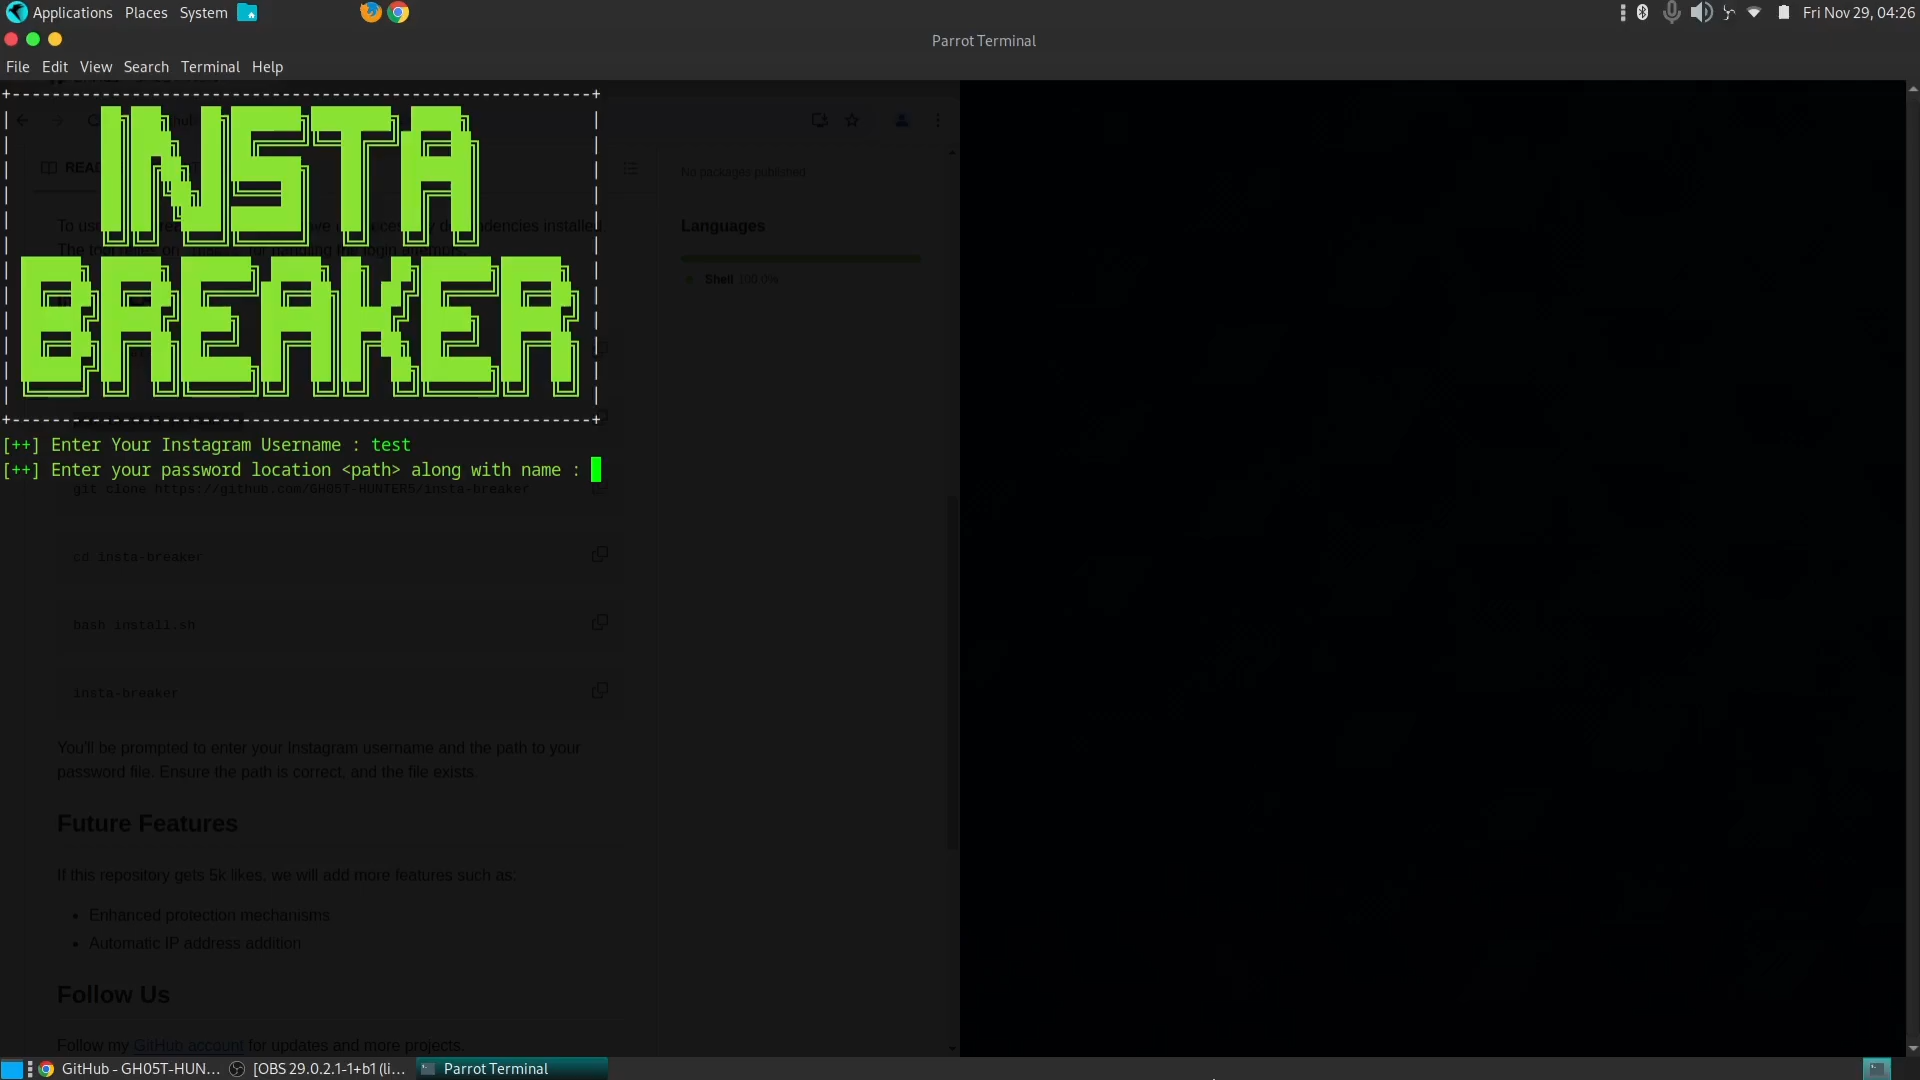 Applications Places System
Fri Nov 29, 04:26
Parrot Terminal
File Edit View Search Terminal Help
INSTA
BREAKER
[++] Enter Your Instagram Username : test
[++] Enter your password location <path> along with name :
No packages published
Languages
Shell 100.0%
git clone https://github.com/GH05T-HUNTER5/insta-breaker
cd insta-breaker
bash install.sh
insta-breaker
You'll be prompted to enter your Instagram username and the path to your
password file. Ensure the path is correct, and the file exists.
Future Features
If this repository gets 5k likes, we will add more features such as:
• Enhanced protection mechanisms
• Automatic IP address addition
Follow Us
Follow my GitHub account for updates and more projects.
GitHub - GH05T-HUN... [OBS 29.0.2.1-1+b1 (li... Parrot Terminal